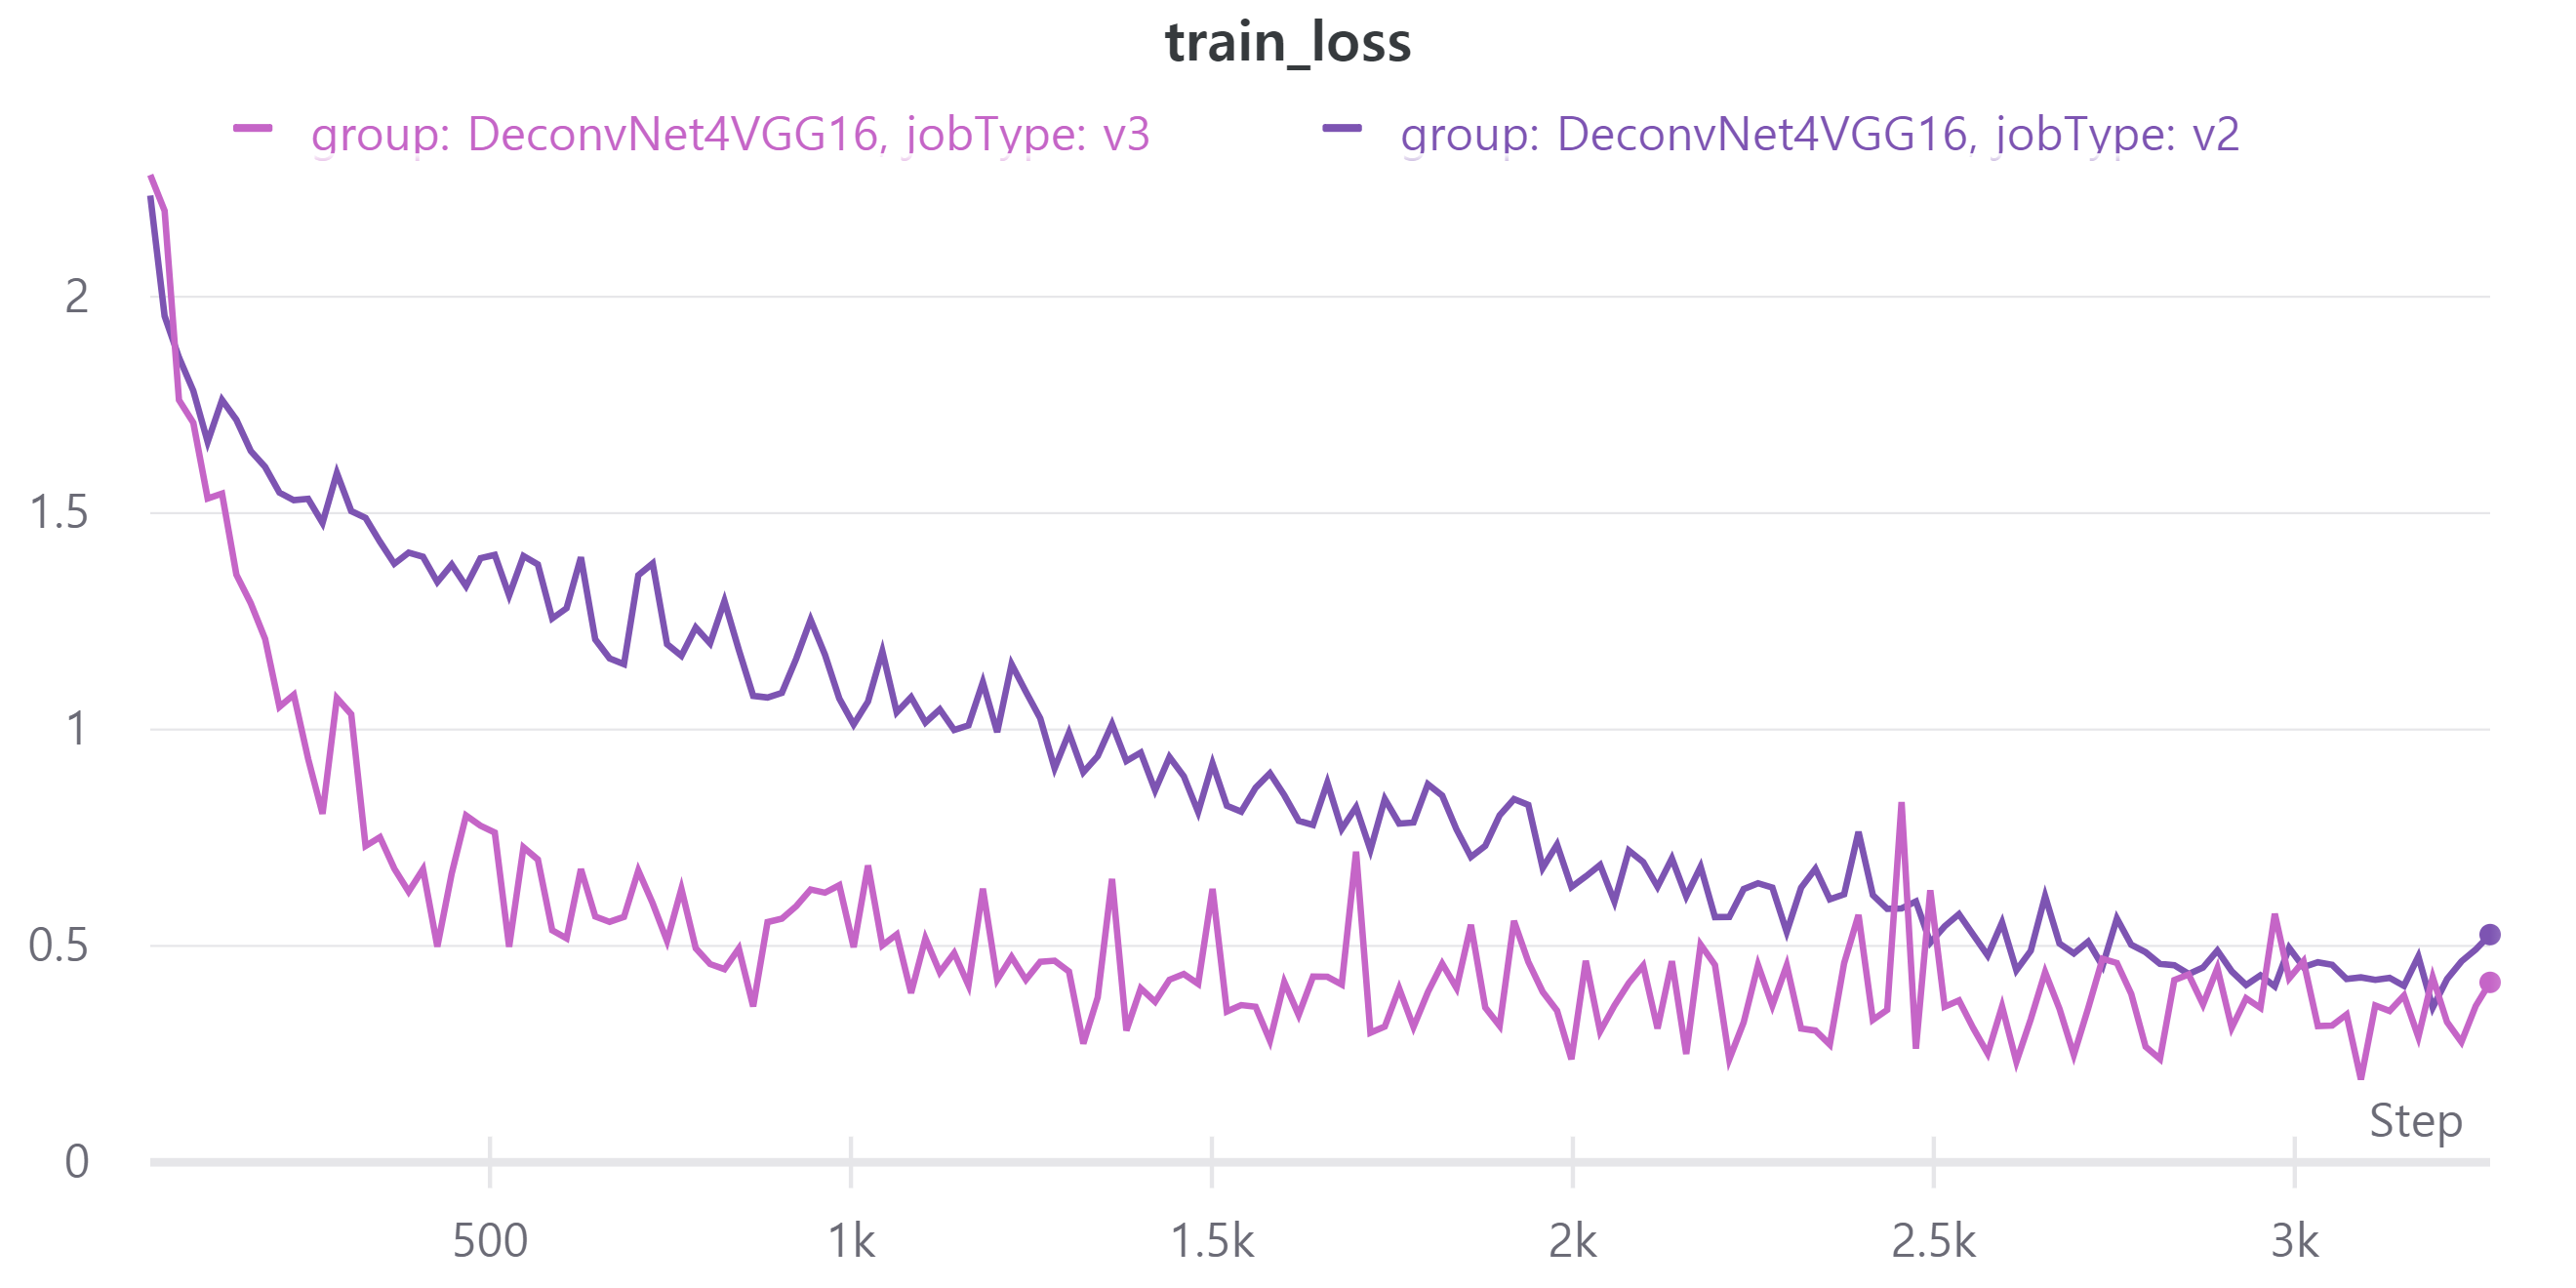 train_loss
group: DeconvNet4VGG16, jobType: v3
group: DeconvNet4VGG16, jobType: v2
2
1.5
1
0.5
0
Step
500
1k
1.5k
2k
2.5k
3k